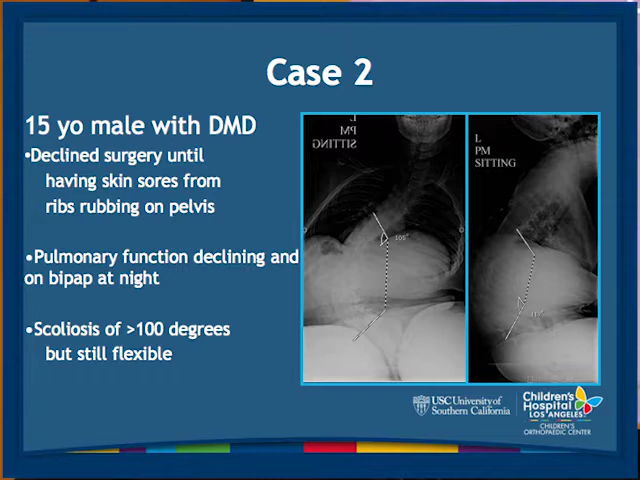 Case 2
15 yo male with DMD
•Declined surgery until
having skin sores from
ribs rubbing on pelvis
•Pulmonary function declining and
on bipap at night
•Scoliosis of >100 degrees
but still flexible
L
PM
SITTING
105°
L
PM
SITTING
USC University of
Southern California
Children's
Hospital
LOS ANGELES
CHILDREN'S
ORTHOPAEDIC CENTER